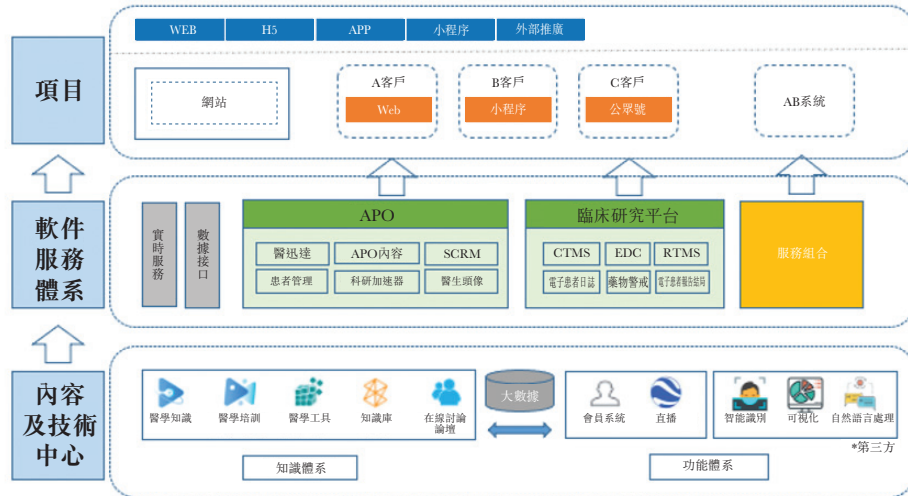 WEB
H5
APP
小程序
外部推廣
項目
網站
A客戶
Web
B客戶
小程序
C客戶
公眾號
AB系統
軟件
服務
體系
實時服務
數據接口
APO
醫迅達
APO內容
SCRM
患者管理
科研加速器
醫生頭像
臨床研究平台
CTMS
EDC
RTMS
電子患者日誌
藥物警戒
電子患者報告結局
服務組合
內容
及技術
中心
醫學知識
醫學培訓
醫學工具
知識庫
在線討論
論壇
大數據
會員系統
直播
智能識別
可視化
自然語言處理
*第三方
知識體系
功能體系